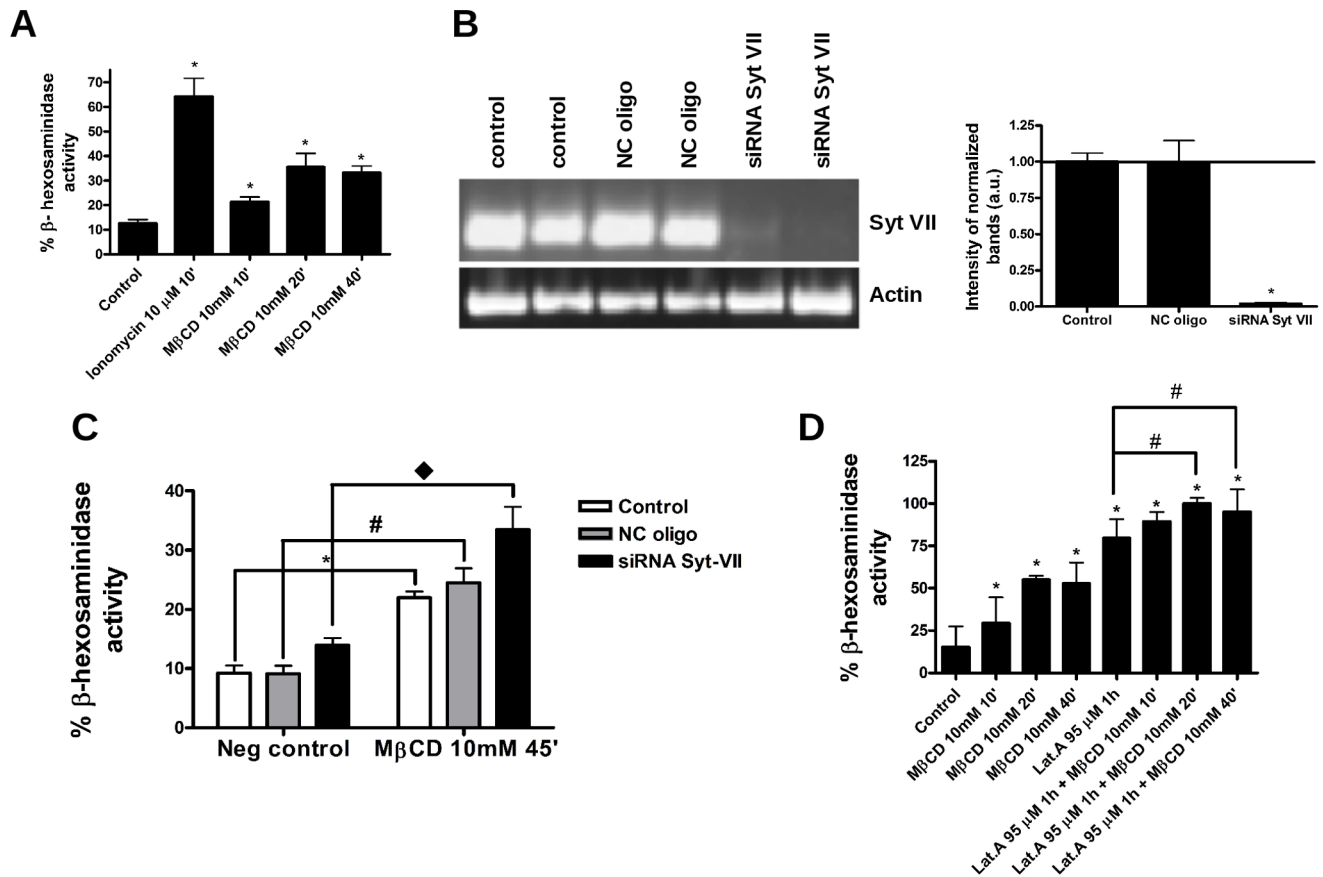 A
% β- hexosaminidase
activity
70
60
50
40
30
20
10
0
*
*
*
*
Control
Ionomycin 10 μM 10'
MβCD 10mM 10'
MβCD 10mM 20'
MβCD 10mM 40'
B
control
control
NC oligo
NC oligo
siRNA Syt VII
siRNA Syt VII
Syt VII
Actin
Intensity of normalized
bands (a.u.)
1.25
1.00
0.75
0.50
0.25
0.00
*
Control
NC oligo
siRNA Syt VII
C
% β-hexosaminidase
activity
40
30
20
10
0
◆
#
*
Control
NC oligo
siRNA Syt-VII
Neg control
MβCD 10mM 45'
D
% β-hexosaminidase
activity
125
100
75
50
25
0
#
#
*
*
*
*
*
*
*
Control
MβCD 10mM 10'
MβCD 10mM 20'
MβCD 10mM 40'
Lat.A 95 μM 1h
Lat.A 95 μM 1h + MβCD 10mM 10'
Lat.A 95 μM 1h + MβCD 10mM 20'
Lat.A 95 μM 1h + MβCD 10mM 40'